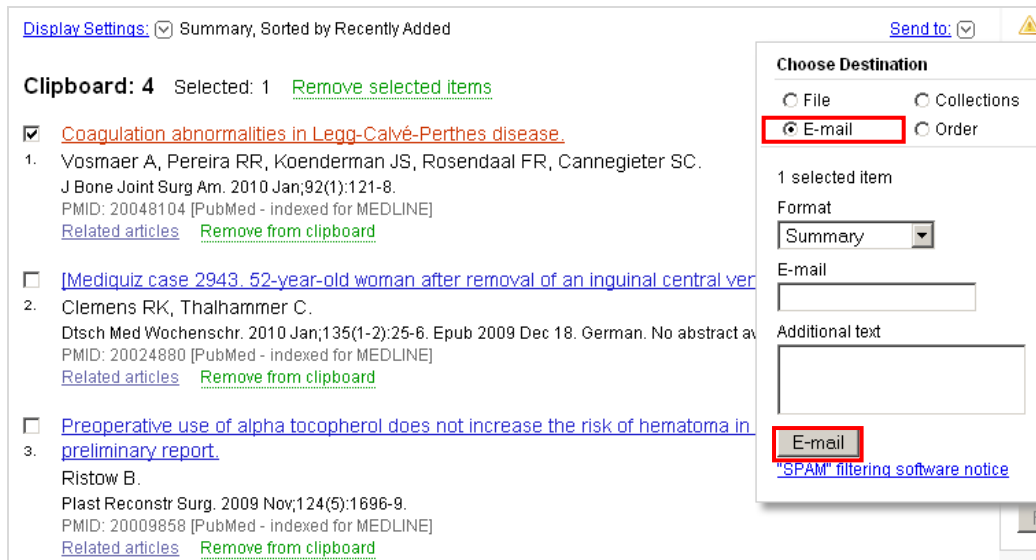 Display Settings: Summary, Sorted by Recently Added
Send to:
Clipboard: 4 Selected: 1 Remove selected items
Coagulation abnormalities in Legg-Calvé-Perthes disease.
1. Vosmaer A, Pereira RR, Koenderman JS, Rosendaal FR, Cannegieter SC.
J Bone Joint Surg Am. 2010 Jan;92(1):121-8.
PMID: 20048104 [PubMed - indexed for MEDLINE]
Related articles Remove from clipboard
[Mediquiz case 2943. 52-year-old woman after removal of an inguinal central ven
2. Clemens RK, Thalhammer C.
Dtsch Med Wochenschr. 2010 Jan;135(1-2):25-6. Epub 2009 Dec 18. German. No abstract av
PMID: 20024880 [PubMed - indexed for MEDLINE]
Related articles Remove from clipboard
Preoperative use of alpha tocopherol does not increase the risk of hematoma in
3. preliminary report.
Ristow B.
Plast Reconstr Surg. 2009 Nov;124(5):1696-9.
PMID: 20009858 [PubMed - indexed for MEDLINE]
Related articles Remove from clipboard
Choose Destination
File Collections
E-mail Order
1 selected item
Format
Summary
E-mail
Additional text
E-mail
"SPAM" filtering software notice